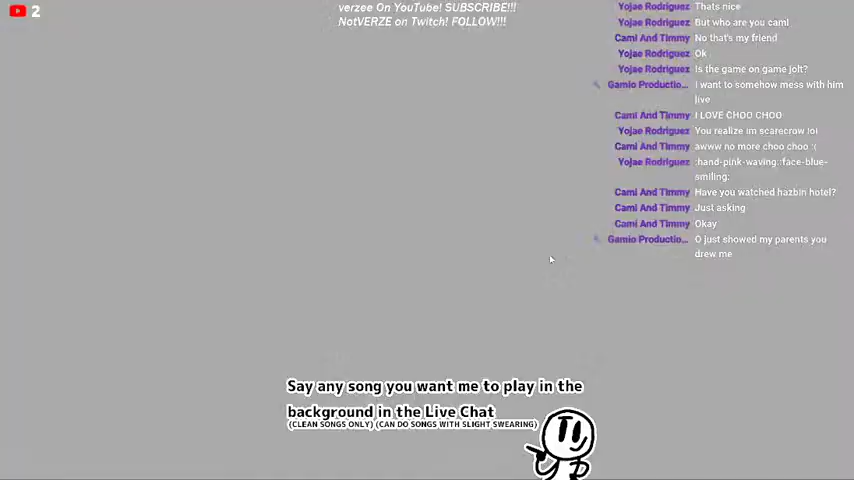 2
verzee On YouTube! SUBSCRIBE!!!
NotVERZE on Twitch! FOLLOW!!!
Yojae Rodriguez Thats nice
Yojae Rodriguez But who are you cami
Cami And Timmy No that's my friend
Yojae Rodriguez Ok
Yojae Rodriguez Is the game on game jolt?
Gamio Productio... I want to somehow mess with him
live
Cami And Timmy I LOVE CHOO CHOO
Yojae Rodriguez You realize im scarecrow lol
Cami And Timmy awww no more choo choo :(
Yojae Rodriguez :hand-pink-waving::face-blue-
smiling:
Cami And Timmy Have you watched hazbin hotel?
Cami And Timmy Just asking
Cami And Timmy Okay
Gamio Productio... O just showed my parents you
drew me
Say any song you want me to play in the
background in the Live Chat
(CLEAN SONGS ONLY) (CAN DO SONGS WITH SLIGHT SWEARING)